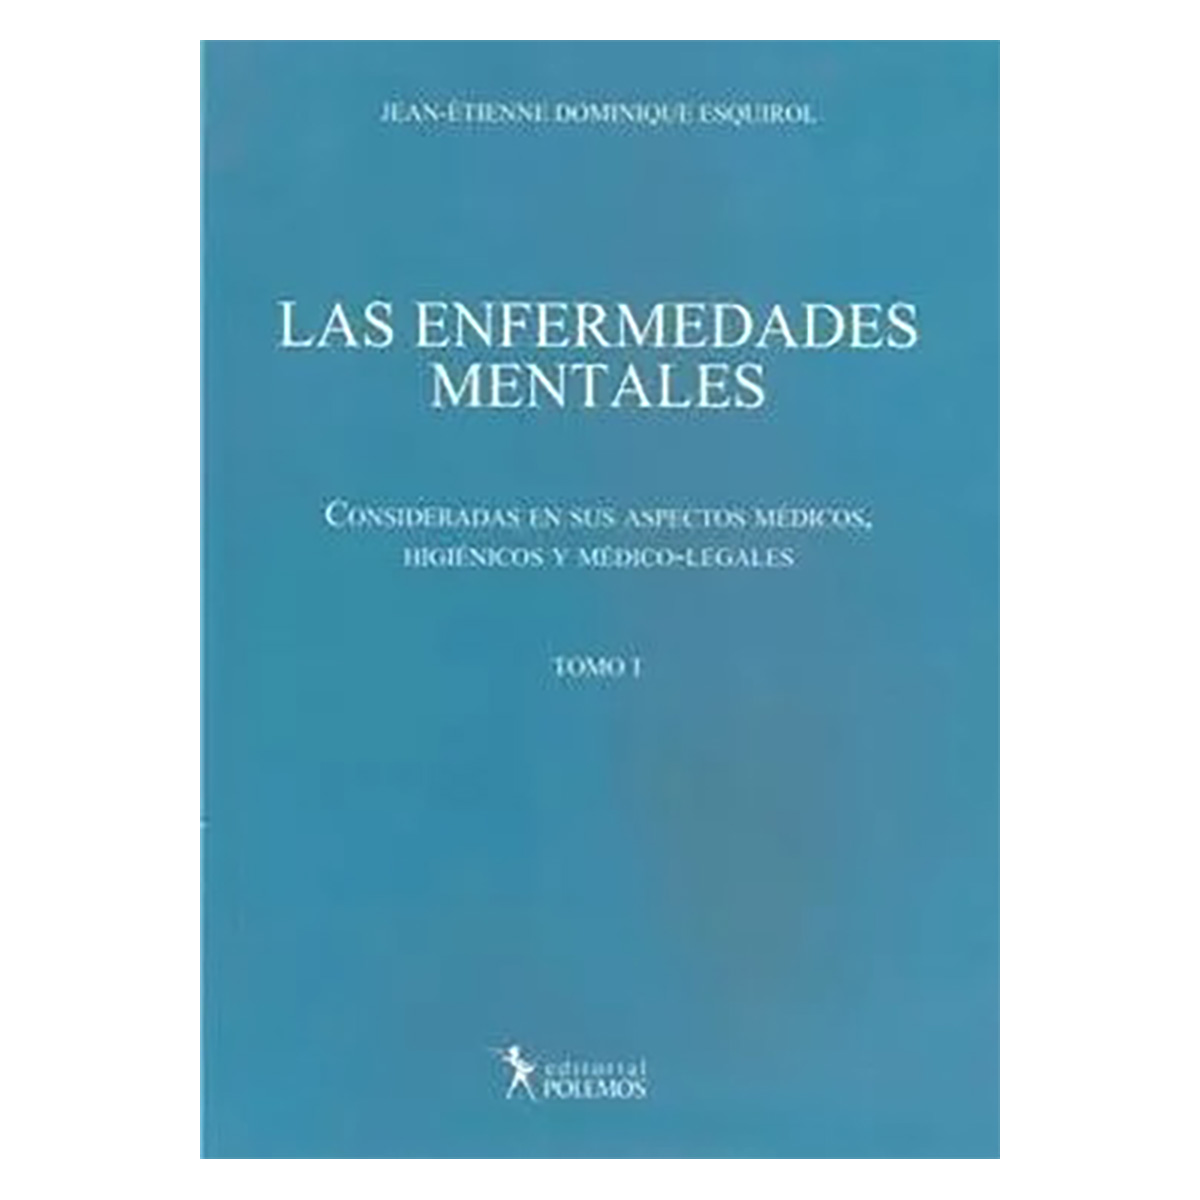 JEAN-ÉTIENNE DOMINIQUE ESQUIROL
LAS ENFERMEDADES
MENTALES
CONSIDERADAS EN SUS ASPECTOS MÉDICOS,
HIGIÉNICOS Y MÉDICO-LEGALES
TOMO I
editorial
POLEMOS